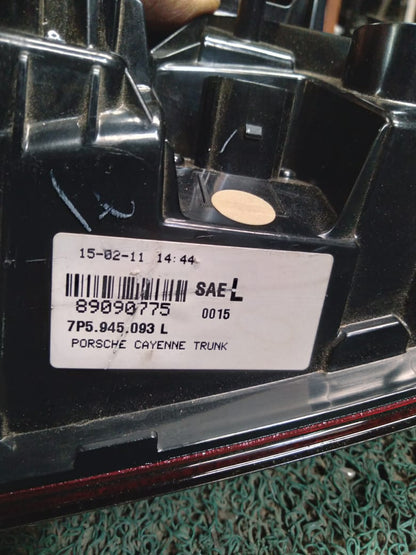 15-02-11 14:44
SAE L
89090775
0015
7P5.945.093 L
PORSCHE CAYENNE TRUNK